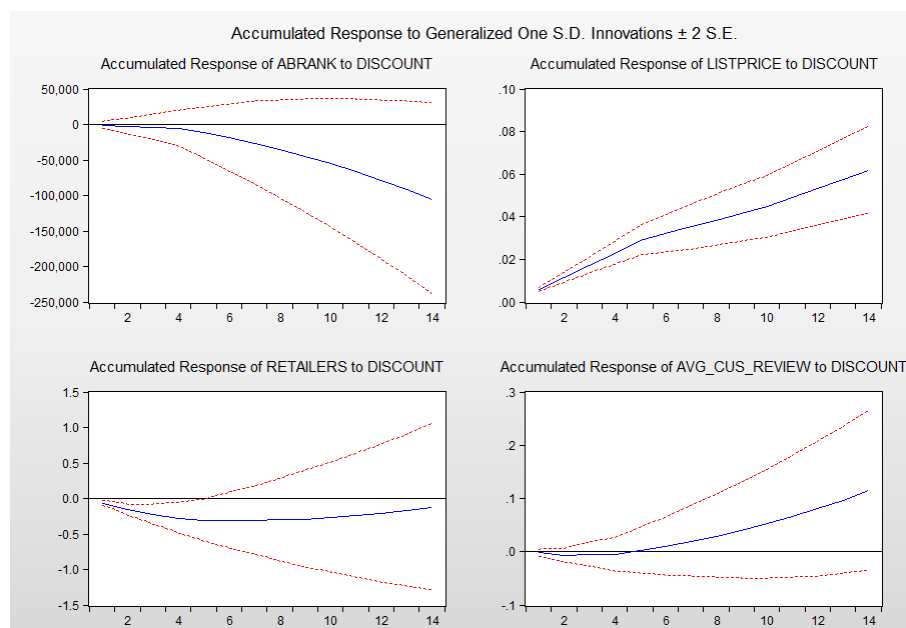 Accumulated Response to Generalized One S.D. Innovations ± 2 S.E.
Accumulated Response of ABRANK to DISCOUNT
50,000
0
-50,000
-100,000
-150,000
-200,000
-250,000
2 4 6 8 10 12 14
Accumulated Response of LISTPRICE to DISCOUNT
.10
.08
.06
.04
.02
.00
2 4 6 8 10 12 14
Accumulated Response of RETAILERS to DISCOUNT
1.5
1.0
0.5
0.0
-0.5
-1.0
-1.5
2 4 6 8 10 12 14
Accumulated Response of AVG_CUS_REVIEW to DISCOUNT
.3
.2
.1
.0
-.1
2 4 6 8 10 12 14